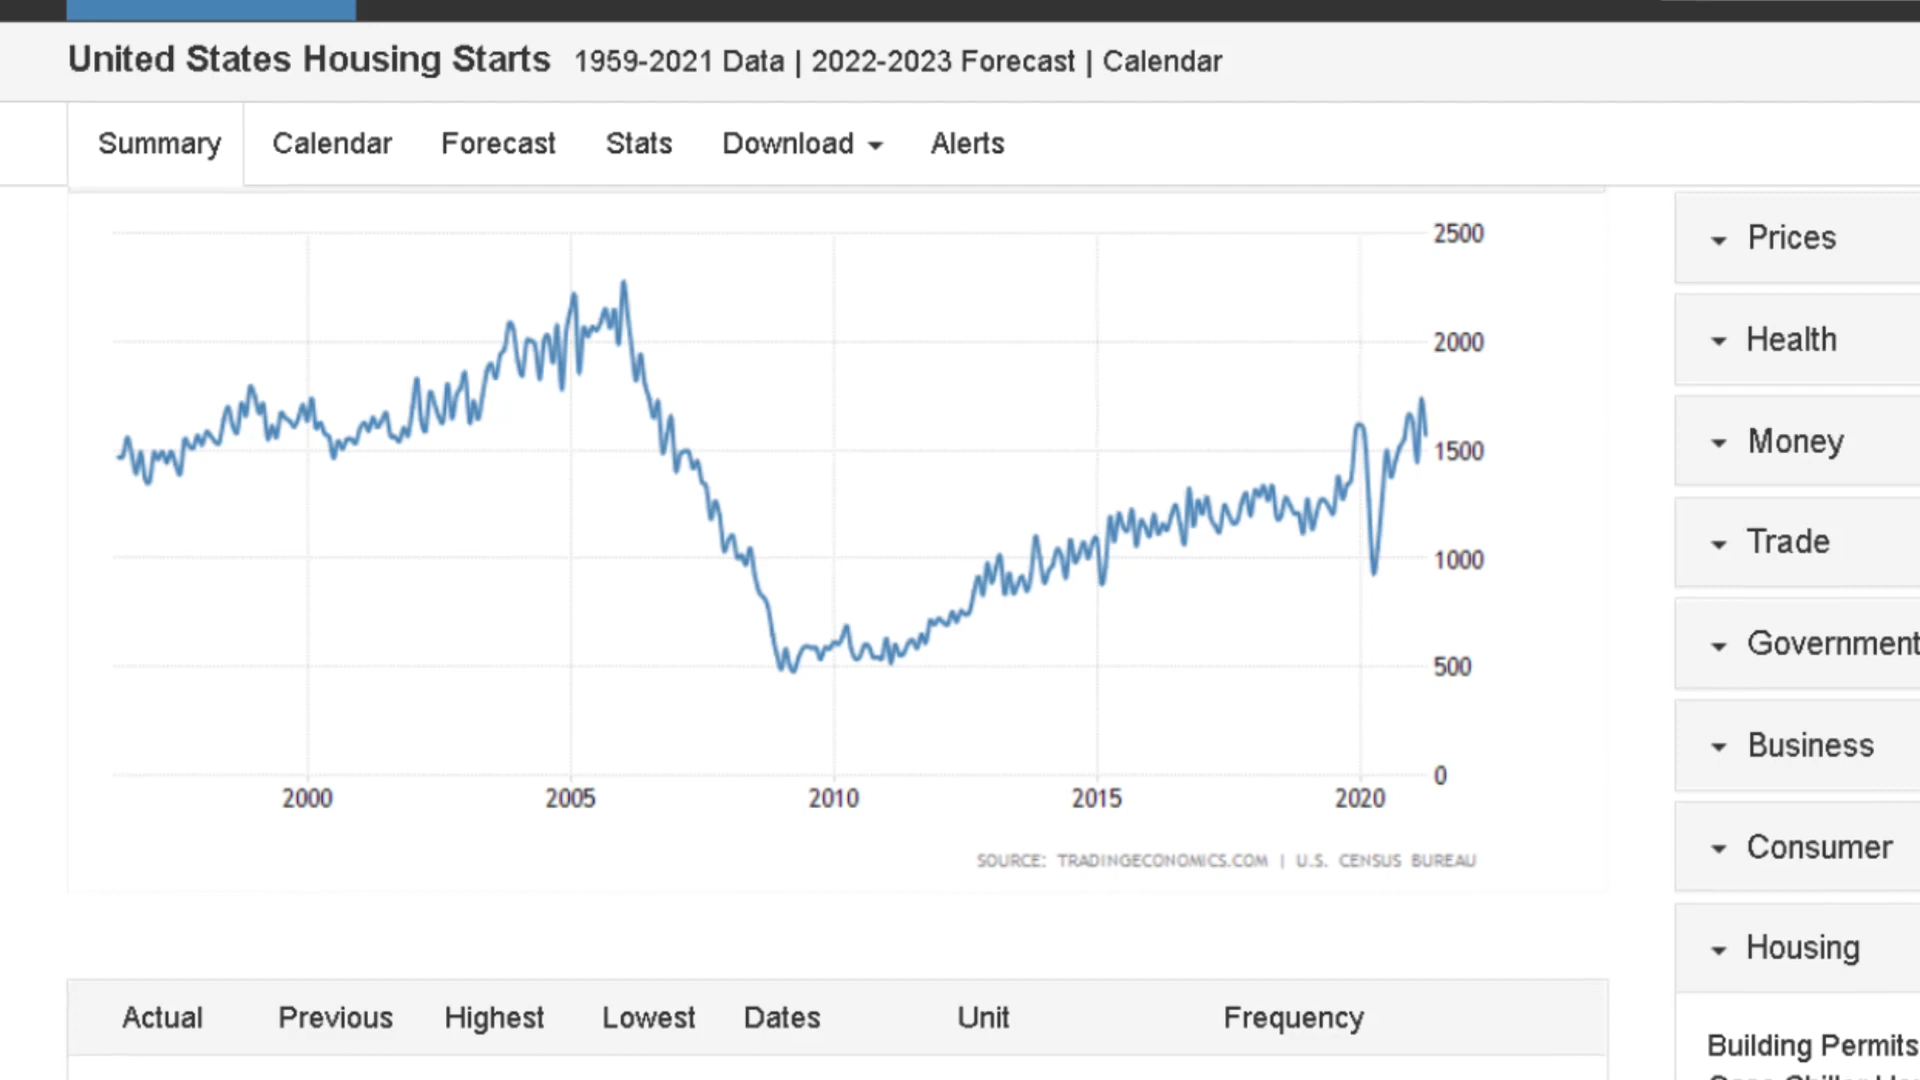 United States Housing Starts 1959-2021 Data | 2022-2023 Forecast | Calendar
Summary Calendar Forecast Stats Download Alerts
2500
2000
1500
1000
500
0
2000 2005 2010 2015 2020
SOURCE: TRADINGECONOMICS.COM | U.S. CENSUS BUREAU
Actual Previous Highest Lowest Dates Unit Frequency
Prices
Health
Money
Trade
Government
Business
Consumer
Housing
Building Permits